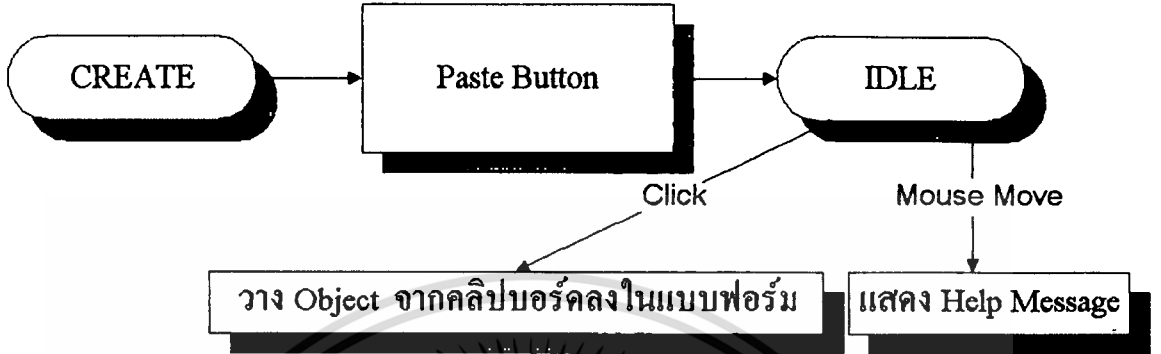 CREATE
Paste Button
IDLE
Click
Mouse Move
วาง Object จากคลิปบอร์ดลงในแบบฟอร์ม
แสดง Help Message